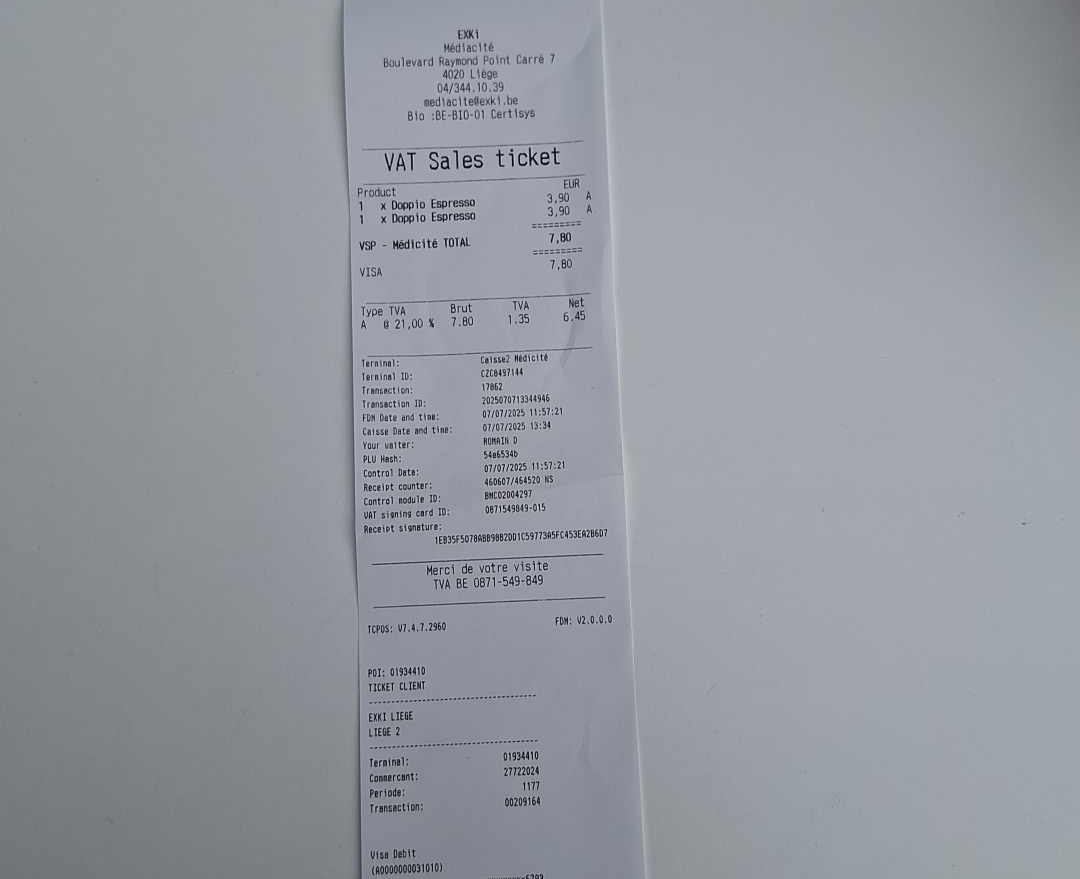 EXKi
Médiacité
Boulevard Raymond Point Carré 7
4020 Liège
04/344.10.39
mediacite@exki.be
Bio :BE-BIO-01 Certisys
VAT Sales ticket
Product EUR
1 x Doppio Espresso 3,90 A
1 x Doppio Espresso 3,90 A
=========
VSP - Médicité TOTAL 7,80
=========
VISA 7,80
Type TVA Brut TVA Net
A @ 21,00 % 7.80 1.35 6.45
Terminal: Caisse2 Médicité
Terminal ID: CZC8497144
Transaction: 17862
Transaction ID: 2025070713344946
FDM Date and time: 07/07/2025 11:57:21
Caisse Date and time: 07/07/2025 13:34
Your waiter: ROMAIN D
PLU Hash: 54e6534b
Control Data: 07/07/2025 11:57:21
Receipt counter: 460607/464520 NS
Control module ID: BMC02004297
VAT signing card ID: 0871549849-015
Receipt signature:
1EB35F5078ABB98B2DD1C59773A5FC453EA2B6D7
Merci de votre visite
TVA BE 0871-549-849
TCPOS: V7.4.7.2960 FDM: V2.0.0.0
POI: 01934410
TICKET CLIENT
--------------------------------
EXKI LIEGE
LIEGE 2
--------------------------------
Terminal: 01934410
Commercant: 27722024
Periode: 1177
Transaction: 00209164
Visa Debit
(A0000000031010)